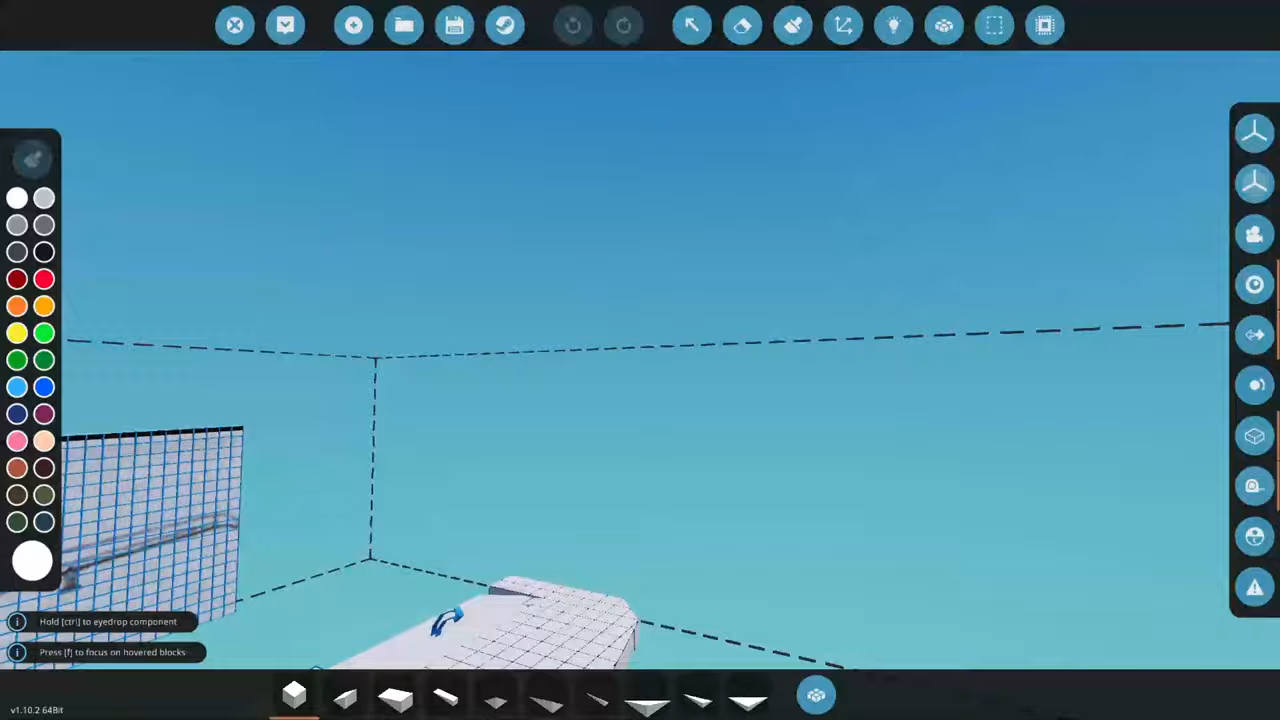 Hold [ctrl] to eyedrop component
Press [f] to focus on hovered blocks
v1.10.2 64Bit